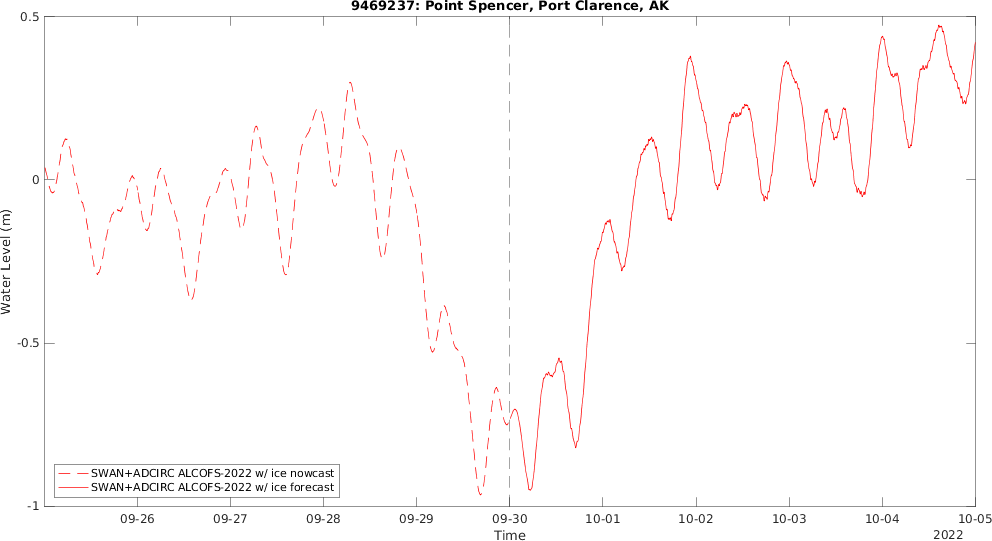 9469237: Point Spencer, Port Clarence, AK
0.5
0
-0.5
-1
Water Level (m)
SWAN+ADCIRC ALCOFS-2022 w/ ice nowcast
SWAN+ADCIRC ALCOFS-2022 w/ ice forecast
09-26 09-27 09-28 09-29 09-30 10-01 10-02 10-03 10-04 10-05
Time
2022